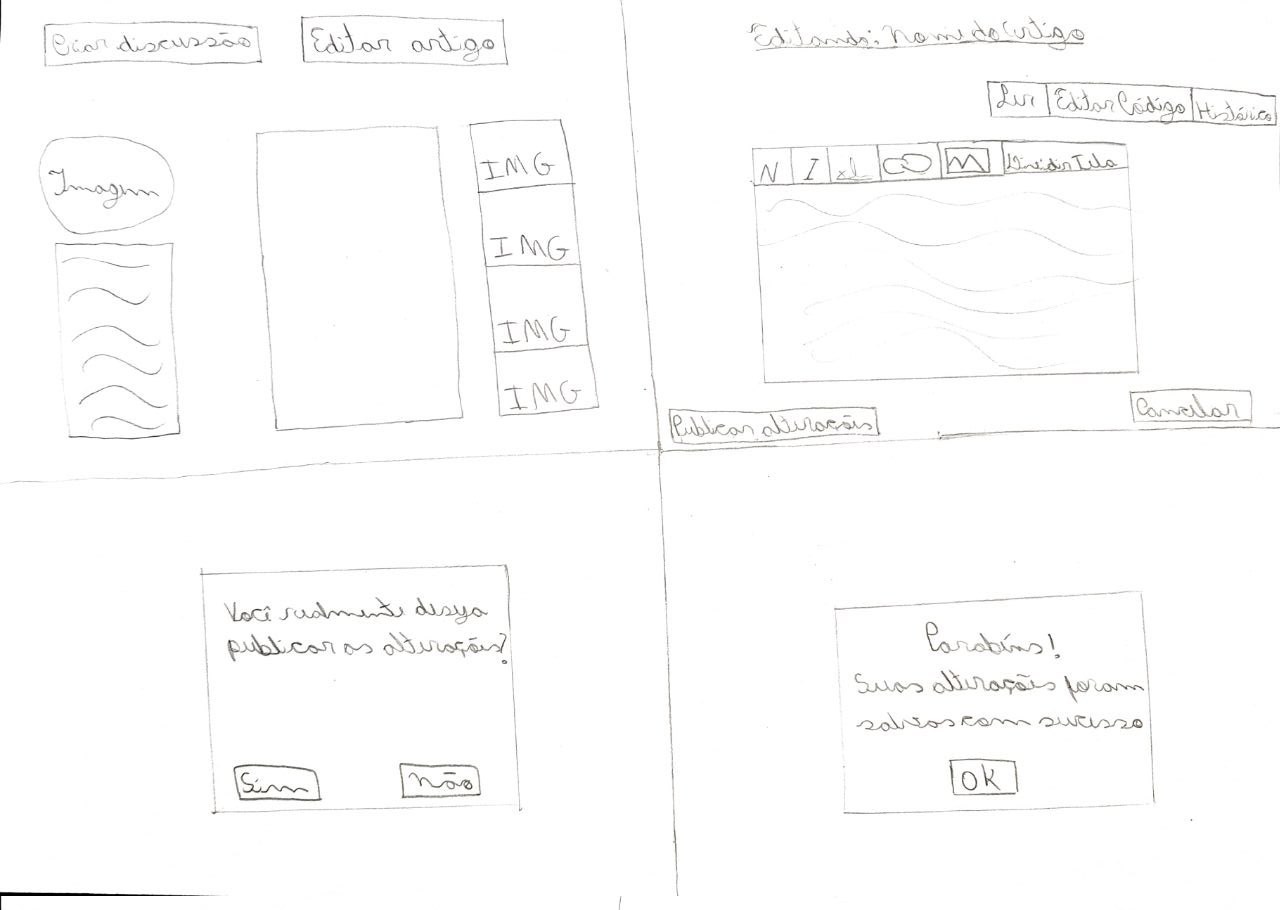 Criar discussão
Editar artigo
Imagem
IMG
IMG
IMG
IMG
Editando: Nome do Artigo
Ler
Editar Código
Histórico
N
I
Dividir Tela
Publicar alterações
Cancelar
Você realmente deseja
publicar as alterações?
Sim
Não
Parabéns!
Suas alterações foram
salvas com sucesso
OK